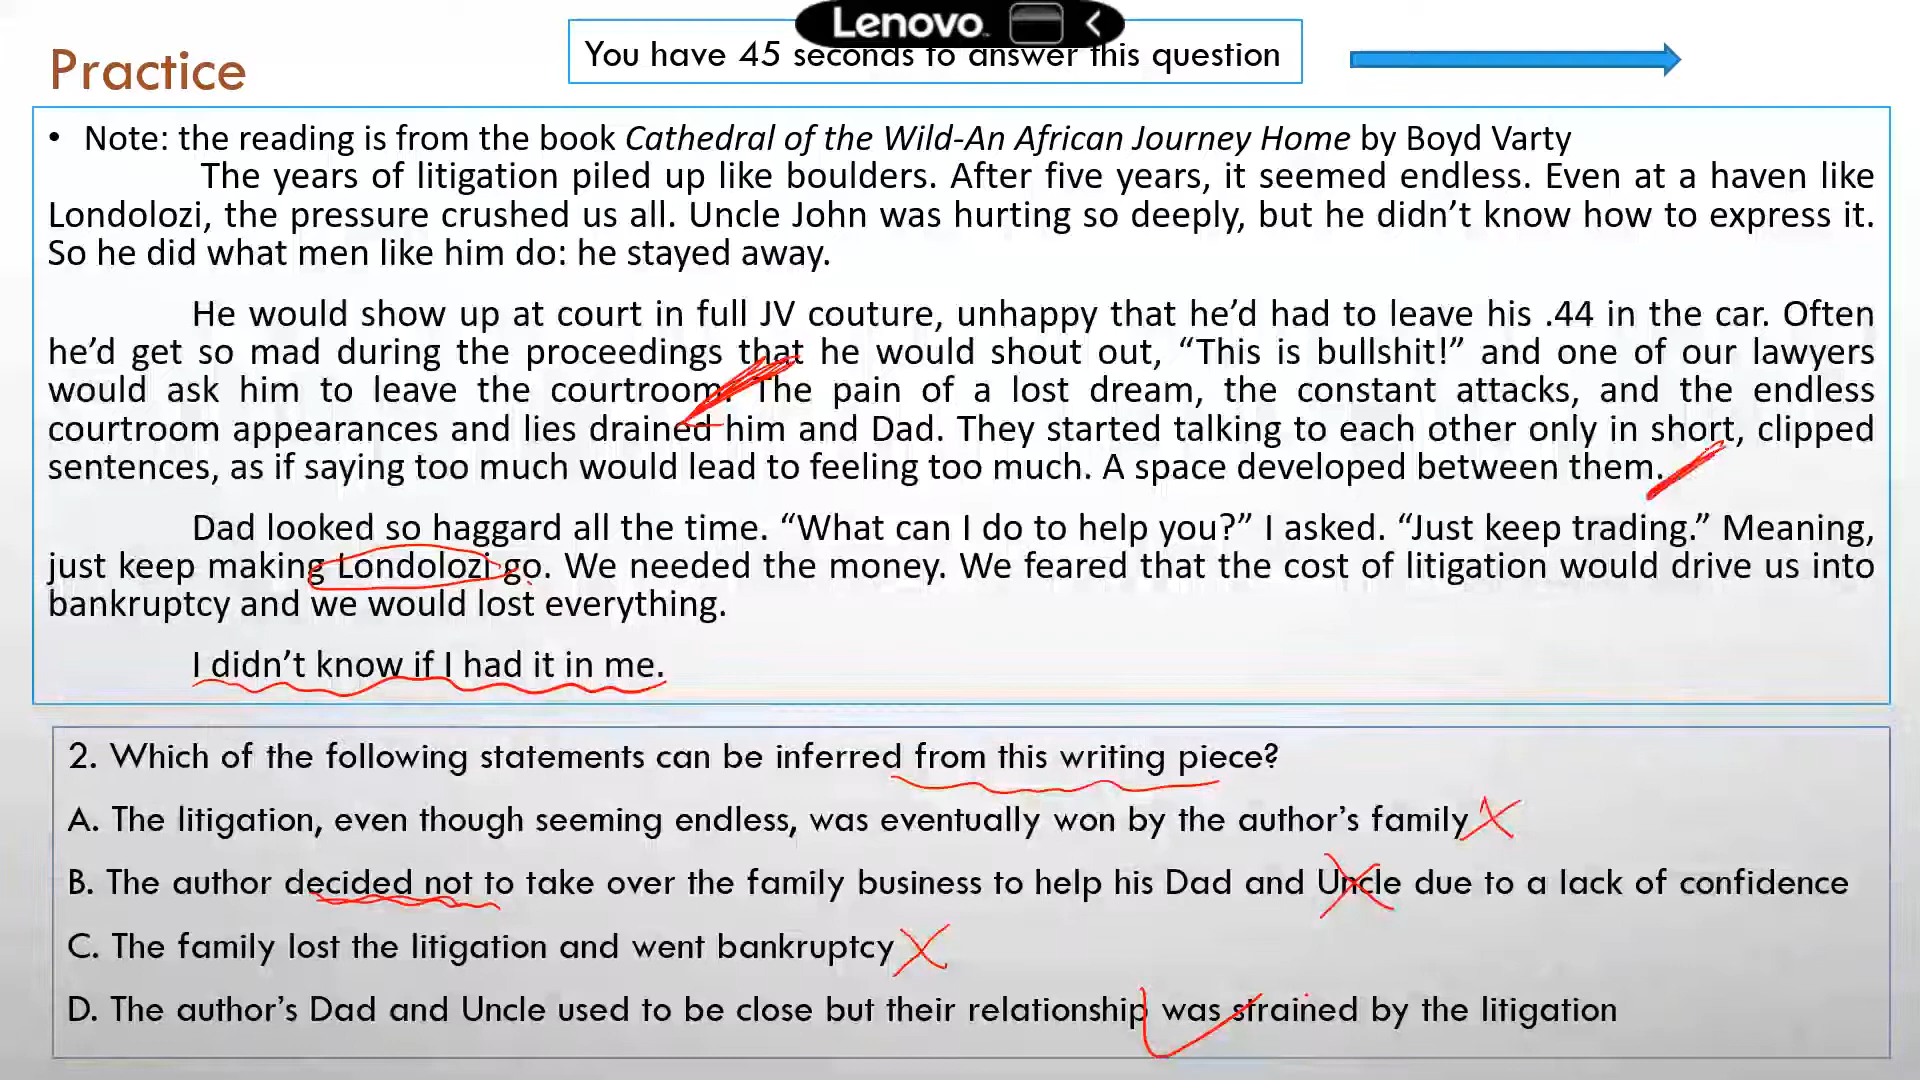 Lenovo
You have 45 seconds to answer this question
Practice
• Note: the reading is from the book Cathedral of the Wild-An African Journey Home by Boyd Varty
The years of litigation piled up like boulders. After five years, it seemed endless. Even at a haven like
Londolozi, the pressure crushed us all. Uncle John was hurting so deeply, but he didn’t know how to express it.
So he did what men like him do: he stayed away.
He would show up at court in full JV couture, unhappy that he’d had to leave his .44 in the car. Often
he’d get so mad during the proceedings that he would shout out, “This is bullshit!” and one of our lawyers
would ask him to leave the courtroom. The pain of a lost dream, the constant attacks, and the endless
courtroom appearances and lies drained him and Dad. They started talking to each other only in short, clipped
sentences, as if saying too much would lead to feeling too much. A space developed between them.
Dad looked so haggard all the time. “What can I do to help you?” I asked. “Just keep trading.” Meaning,
just keep making Londolozi go. We needed the money. We feared that the cost of litigation would drive us into
bankruptcy and we would lost everything.
I didn’t know if I had it in me.
2. Which of the following statements can be inferred from this writing piece?
A. The litigation, even though seeming endless, was eventually won by the author’s family
B. The author decided not to take over the family business to help his Dad and Uncle due to a lack of confidence
C. The family lost the litigation and went bankruptcy
D. The author’s Dad and Uncle used to be close but their relationship was strained by the litigation